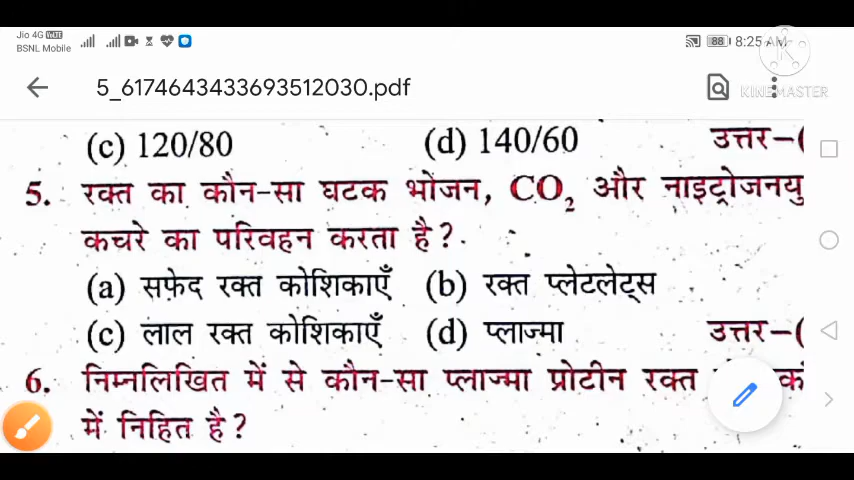 Jio 4G VoLTE
BSNL Mobile
88 8:25 AM
5_6174643433693512030.pdf
KINEMASTER
(c) 120/80 (d) 140/60 उत्तर–(
5. रक्त का कौन-सा घटक भोजन, CO₂ और नाइट्रोजनयु
कचरे का परिवहन करता है?
(a) सफ़ेद रक्त कोशिकाएँ (b) रक्त प्लेटलेट्स
(c) लाल रक्त कोशिकाएँ (d) प्लाज्मा उत्तर–(
6. निम्नलिखित में से कौन-सा प्लाज्मा प्रोटीन रक्त
में निहित है?